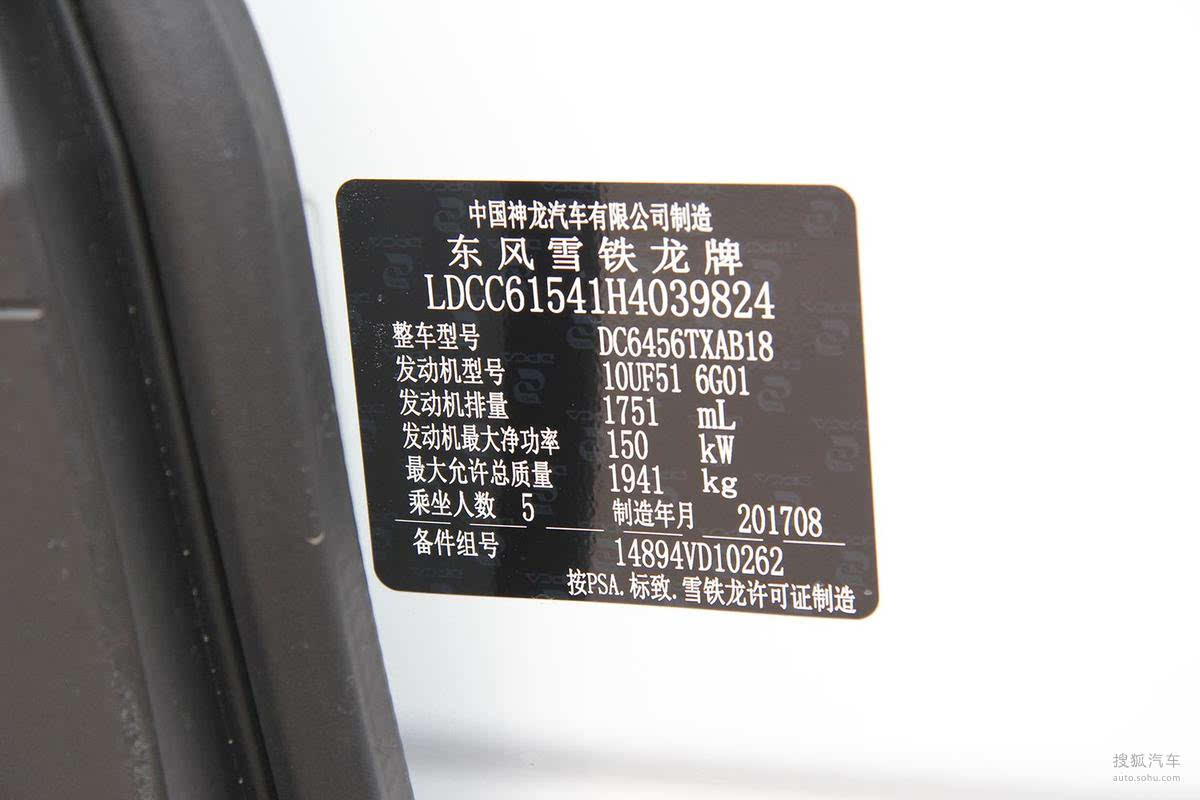 中国神龙汽车有限公司制造
东风雪铁龙牌
LDCC61541H4039824
整车型号 DC6456TXAB18
发动机型号 10UF51 6G01
发动机排量 1751 mL
发动机最大净功率 150 kW
最大允许总质量 1941 kg
乘坐人数 5 制造年月 201708
备件组号 14894VD10262
按PSA.标致.雪铁龙许可证制造
搜狐汽车
auto.sohu.com